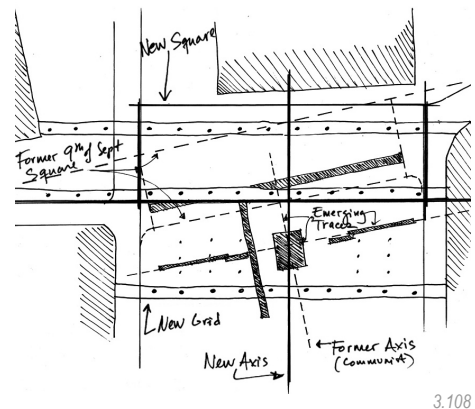 New Square
Former 9th of Sept
Square
Emerging
Traces
New Grid
New Axis
Former Axis
(Communist)
3.108